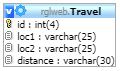 rglweb.Travel
id : int(4)
loc1 : varchar(25)
loc2 : varchar(25)
distance : varchar(30)